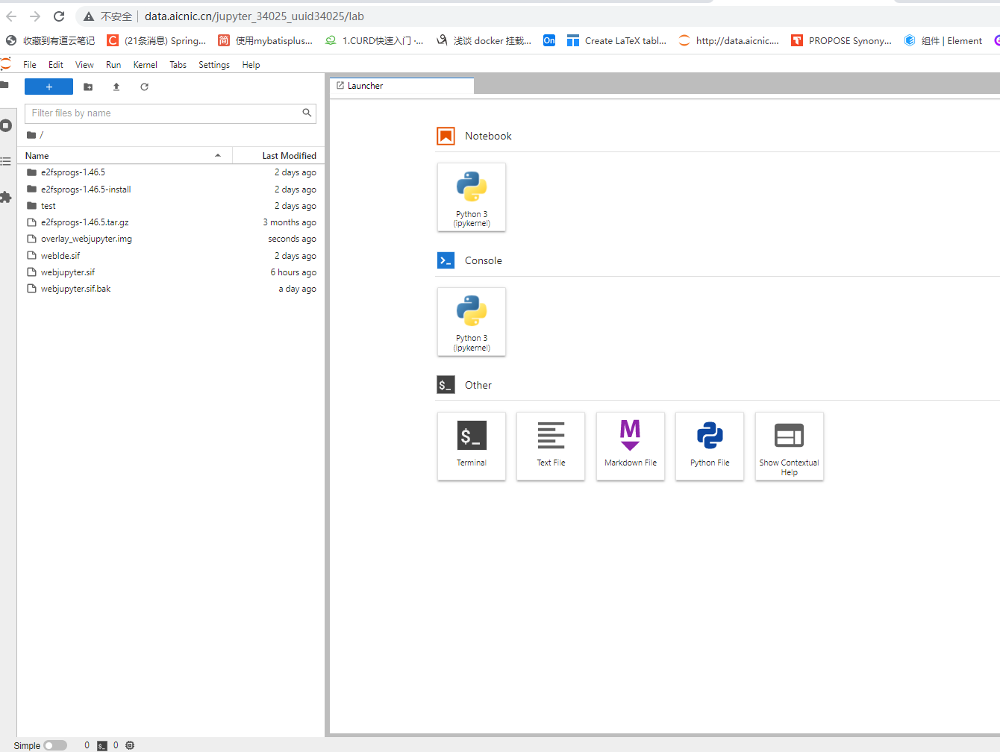 不安全 data.aicnic.cn/jupyter_34025_uuid34025/lab
收藏到有道云笔记 C (21条消息) Spring... 简 使用mybatisplus... 1.CURD快速入门 ·... 浅谈 docker 挂载... On Create LaTeX tabl... http://data.aicnic.... T PROPOSE Synony... 组件 | Element
File Edit View Run Kernel Tabs Settings Help
+
Launcher
Filter files by name
/
Name Last Modified
e2fsprogs-1.46.5 2 days ago
e2fsprogs-1.46.5-install 2 days ago
test 2 days ago
e2fsprogs-1.46.5.tar.gz 3 months ago
overlay_webjupyter.img seconds ago
webIde.sif 2 days ago
webjupyter.sif 6 hours ago
webjupyter.sif.bak a day ago
Notebook
Python 3
(ipykernel)
Console
Python 3
(ipykernel)
$_ Other
$_
Terminal
Text File
M
Markdown File
Python File
Show Contextual
Help
Simple 0 $_ 0